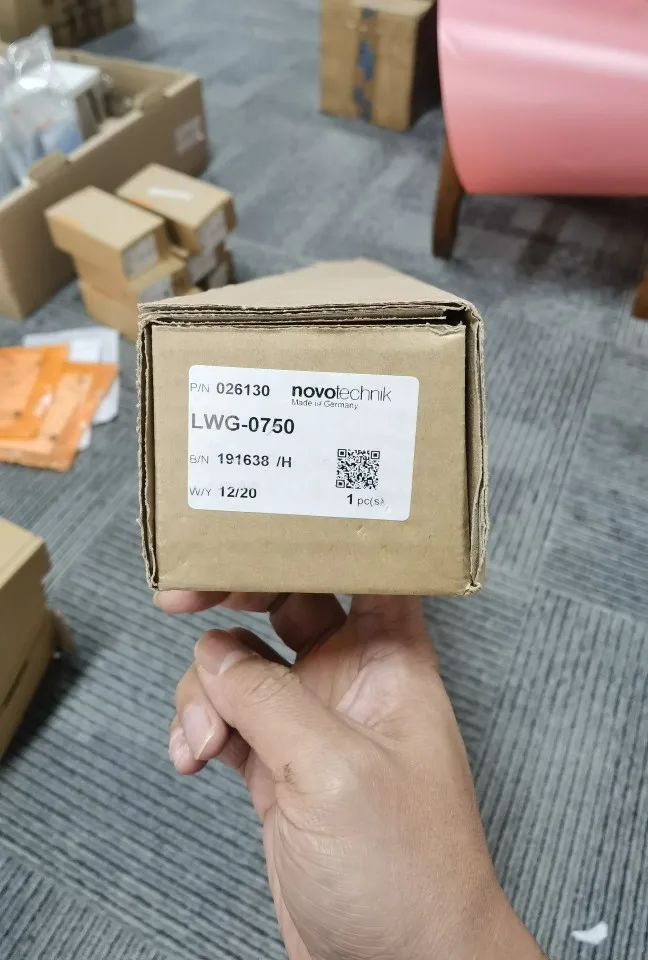 P/N 026130 novotechnik
Made in Germany
LWG-0750
B/N 191638 /H
W/Y 12/20
1 pc(s)